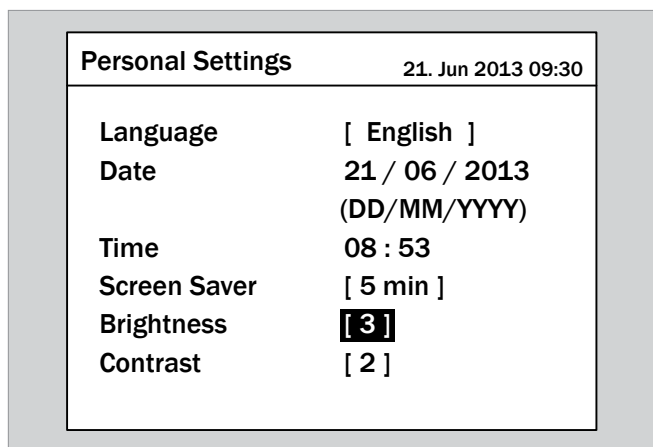 Personal Settings 21. Jun 2013 09:30
Language [ English ]
Date 21 / 06 / 2013
(DD/MM/YYYY)
Time 08 : 53
Screen Saver [ 5 min ]
Brightness [ 3 ]
Contrast [ 2 ]